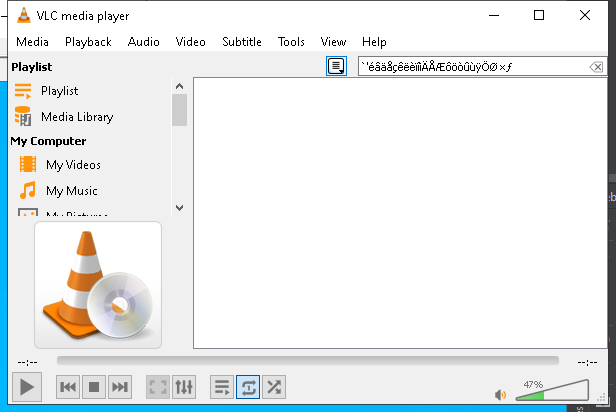 VLC media player
Media Playback Audio Video Subtitle Tools View Help
Playlist
`'éâäåçêëèïîìÄÅÆôöòûùÿÖØ×ƒ
Playlist
Media Library
My Computer
My Videos
My Music
My Pictures
--:-- --:--
47%